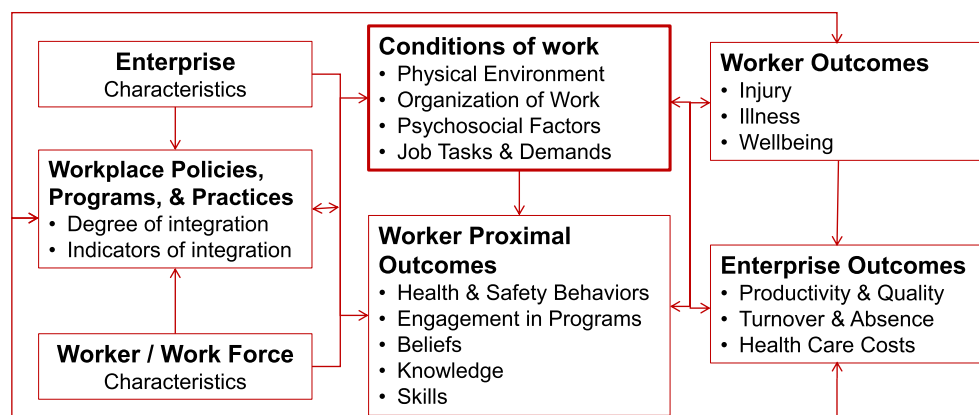 Enterprise
Characteristics
Workplace Policies,
Programs, & Practices
• Degree of integration
• Indicators of integration
Worker / Work Force
Characteristics
Conditions of work
• Physical Environment
• Organization of Work
• Psychosocial Factors
• Job Tasks & Demands
Worker Proximal
Outcomes
• Health & Safety Behaviors
• Engagement in Programs
• Beliefs
• Knowledge
• Skills
Worker Outcomes
• Injury
• Illness
• Wellbeing
Enterprise Outcomes
• Productivity & Quality
• Turnover & Absence
• Health Care Costs